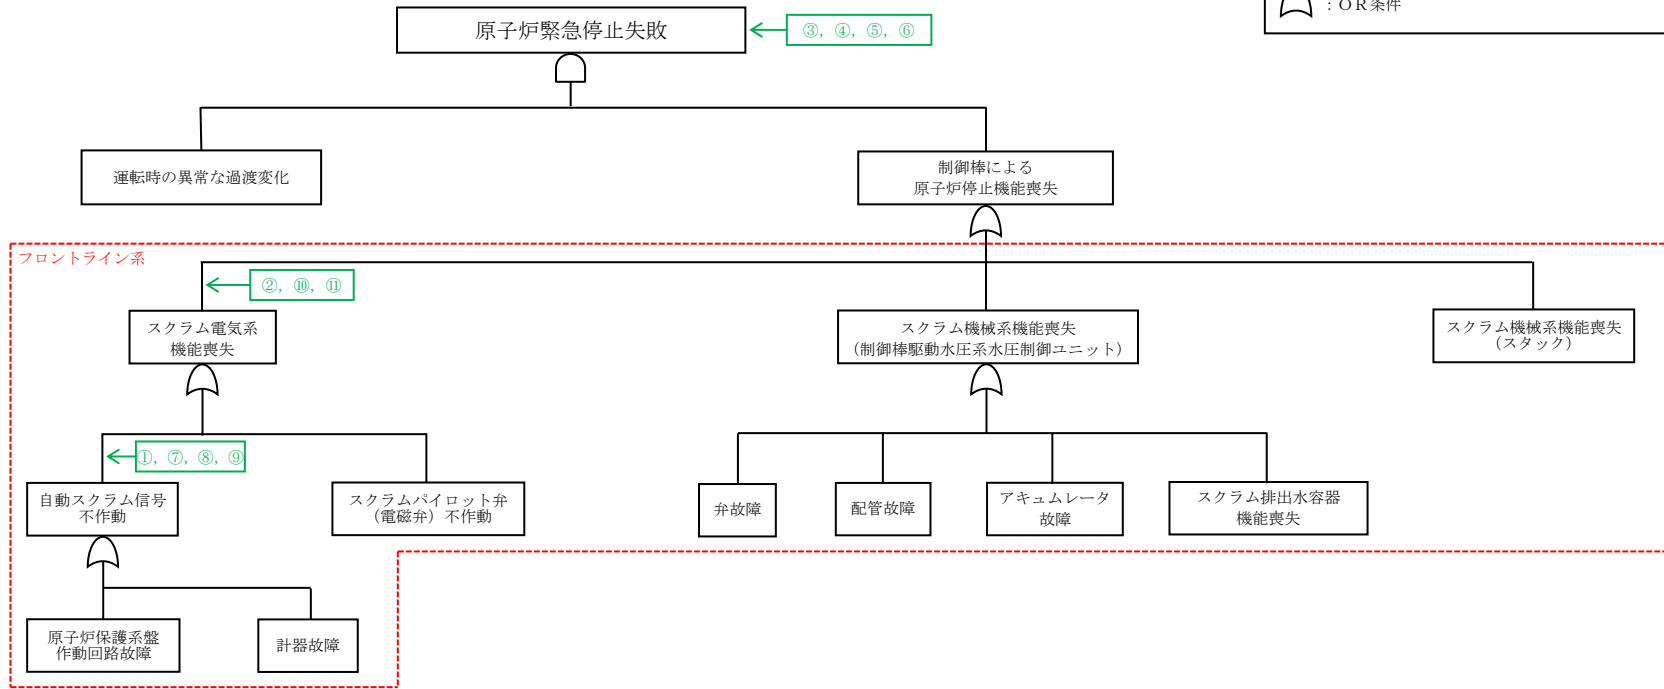 ：ＯＲ条件
原子炉緊急停止失敗
③，④，⑤，⑥
運転時の異常な過渡変化
制御棒による
原子炉停止機能喪失
フロントライン系
②，⑩，⑪
スクラム電気系
機能喪失
スクラム機械系機能喪失
（制御棒駆動水圧系水圧制御ユニット）
スクラム機械系機能喪失
（スタック）
①，⑦，⑧，⑨
自動スクラム信号
不作動
スクラムパイロット弁
（電磁弁）不作動
弁故障
配管故障
アキュムレータ
故障
スクラム排出水容器
機能喪失
原子炉保護系盤
作動回路故障
計器故障